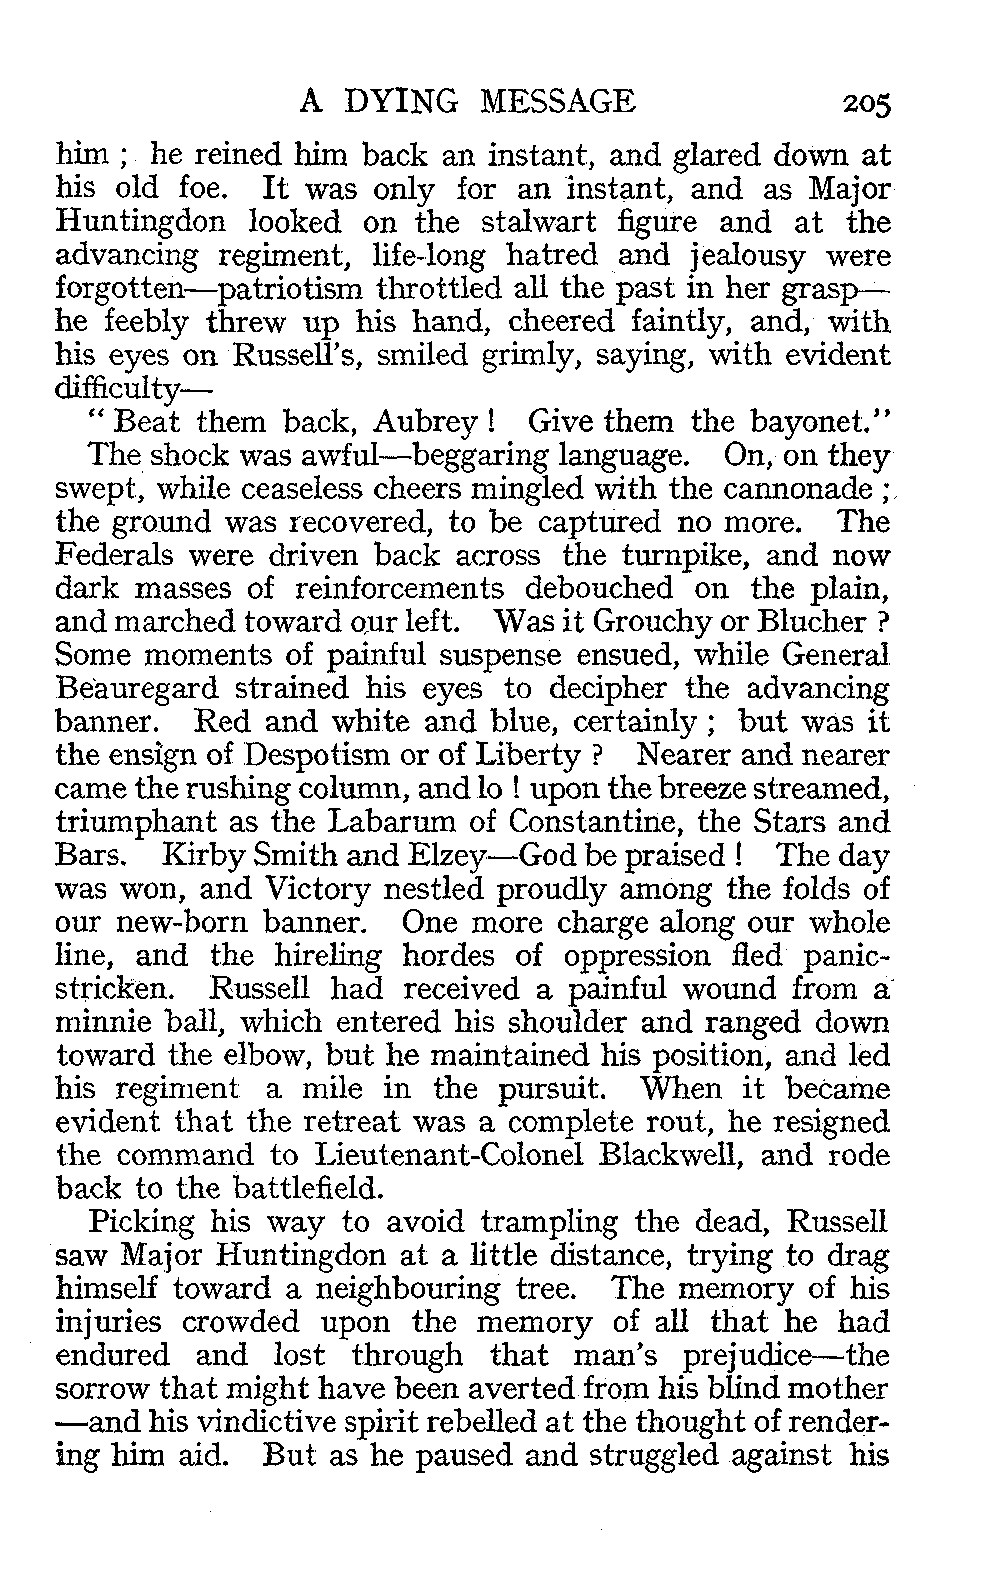 A DYING MESSAGE 205
him ; he reined him back an instant, and glared down at
his old foe. It was only for an instant, and as Major
Huntingdon looked on the stalwart figure and at the
advancing regiment, life-long hatred and jealousy were
forgotten—patriotism throttled all the past in her grasp—
he feebly threw up his hand, cheered faintly, and, with
his eyes on Russell's, smiled grimly, saying, with evident
difficulty—
" Beat them back, Aubrey ! Give them the bayonet."
The shock was awful—beggaring language. On, on they
swept, while ceaseless cheers mingled with the cannonade ;
the ground was recovered, to be captured no more. The
Federals were driven back across the turnpike, and now
dark masses of reinforcements debouched on the plain,
and marched toward our left. Was it Grouchy or Blucher ?
Some moments of painful suspense ensued, while General
Beauregard strained his eyes to decipher the advancing
banner. Red and white and blue, certainly ; but was it
the ensign of Despotism or of Liberty ? Nearer and nearer
came the rushing column, and lo ! upon the breeze streamed,
triumphant as the Labarum of Constantine, the Stars and
Bars. Kirby Smith and Elzey—God be praised ! The day
was won, and Victory nestled proudly among the folds of
our new-born banner. One more charge along our whole
line, and the hireling hordes of oppression fled panic-
stricken. Russell had received a painful wound from a
minnie ball, which entered his shoulder and ranged down
toward the elbow, but he maintained his position, and led
his regiment a mile in the pursuit. When it became
evident that the retreat was a complete rout, he resigned
the command to Lieutenant-Colonel Blackwell, and rode
back to the battlefield.
Picking his way to avoid trampling the dead, Russell
saw Major Huntingdon at a little distance, trying to drag
himself toward a neighbouring tree. The memory of his
injuries crowded upon the memory of all that he had
endured and lost through that man's prejudice—the
sorrow that might have been averted from his blind mother
—and his vindictive spirit rebelled at the thought of render-
ing him aid. But as he paused and struggled against his